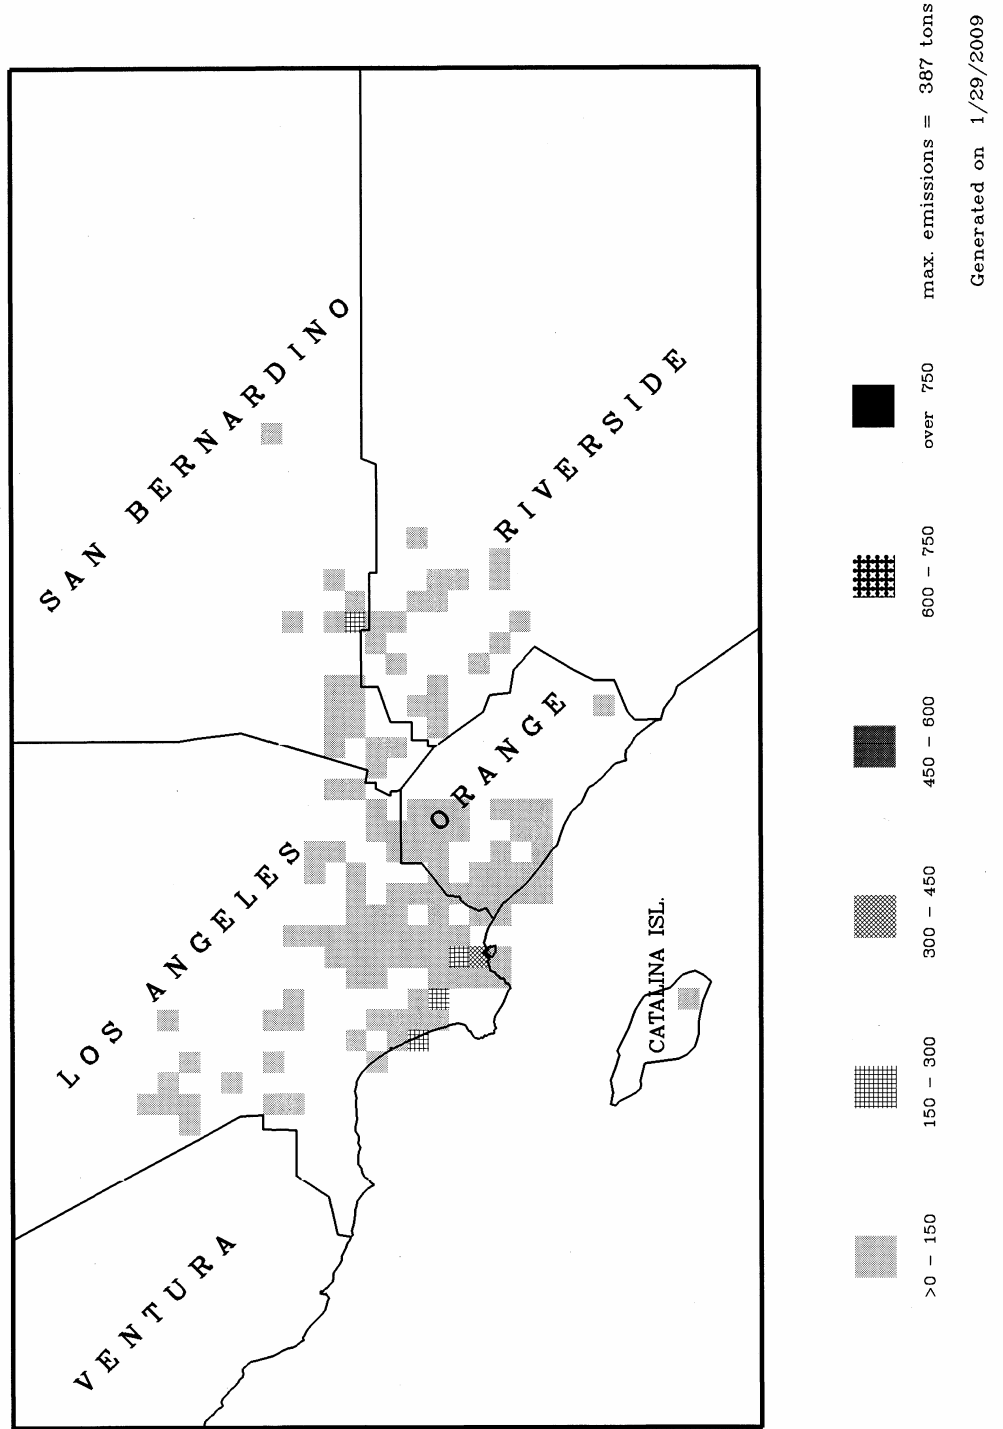 SAN BERNARDINO
RIVERSIDE
LOS ANGELES
ORANGE
VENTURA
CATALINA ISL.
>0 – 150
150 – 300
300 – 450
450 – 600
600 – 750
over 750
max. emissions = 387 tons
Generated on 1/29/2009